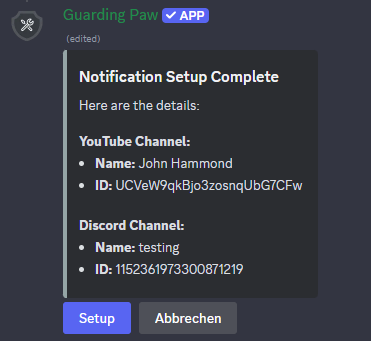 Guarding Paw ✓ APP
(edited)
Notification Setup Complete
Here are the details:
YouTube Channel:
• Name: John Hammond
• ID: UCVeW9qkBjo3zosnqUbG7CFw
Discord Channel:
• Name: testing
• ID: 1152361973300871219
Setup Abbrechen